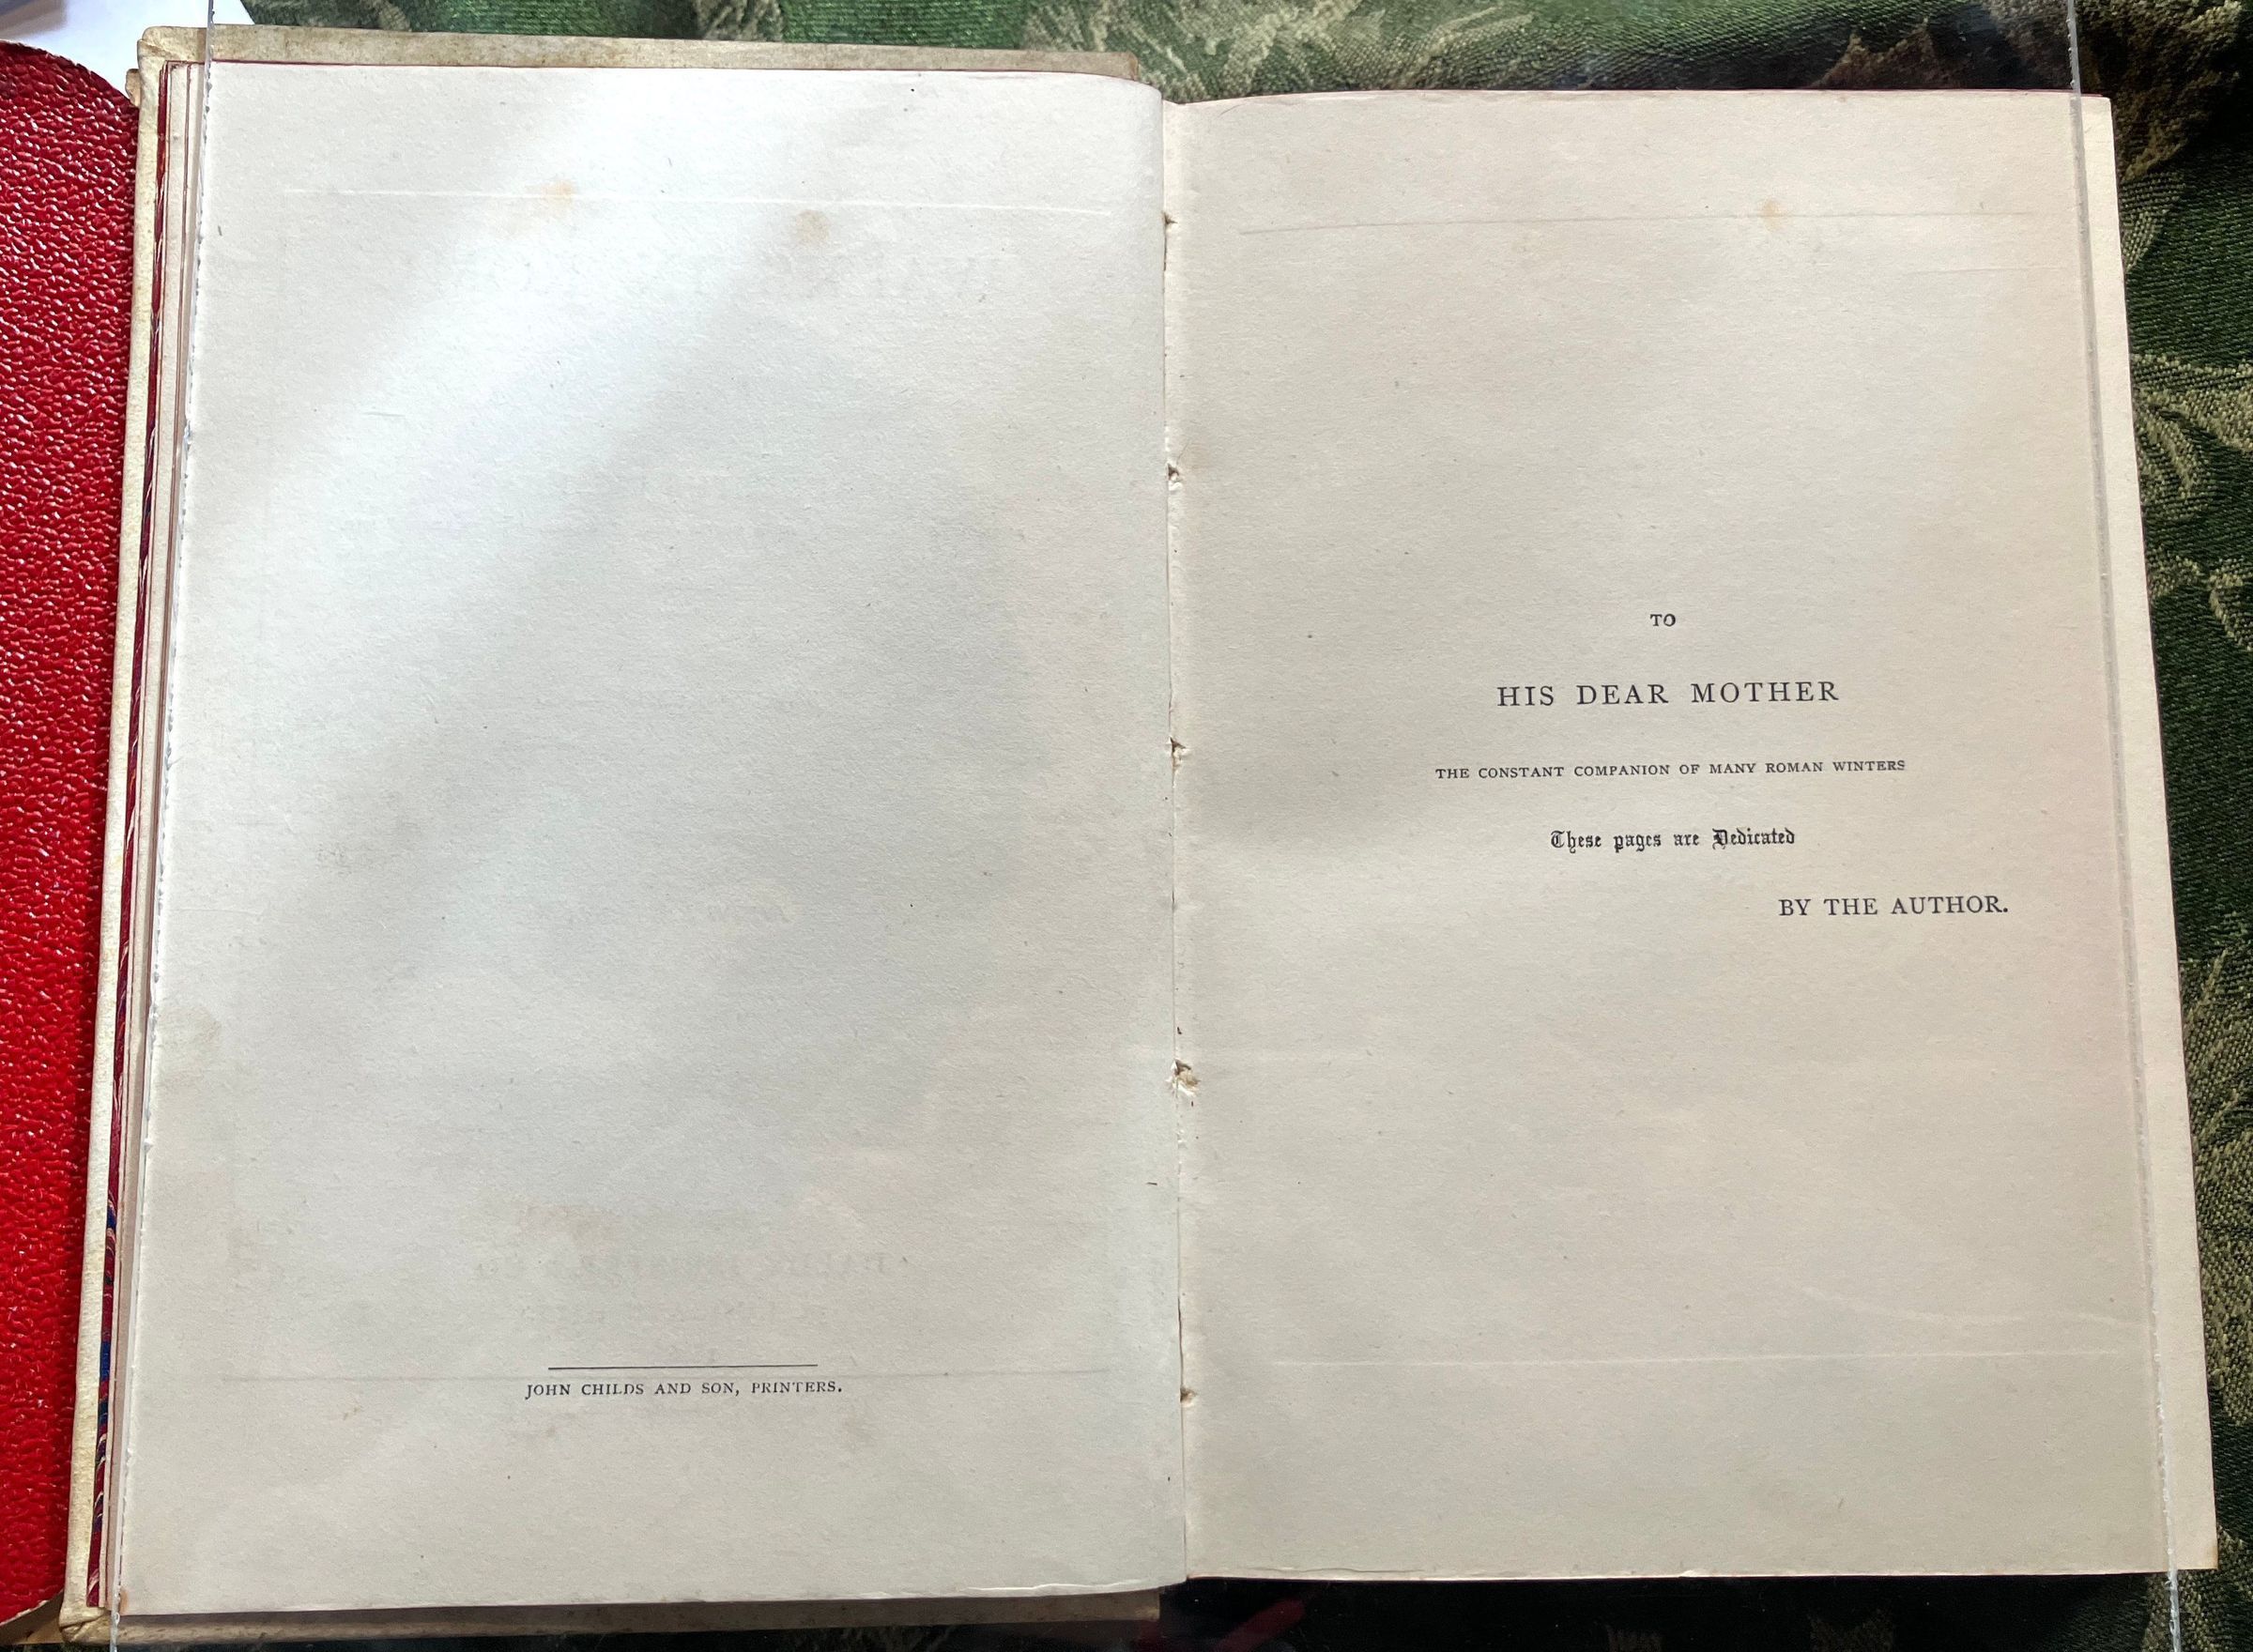 JOHN CHILDS AND SON, PRINTERS.
TO
HIS DEAR MOTHER
THE CONSTANT COMPANION OF MANY ROMAN WINTERS
These pages are Dedicated
BY THE AUTHOR.